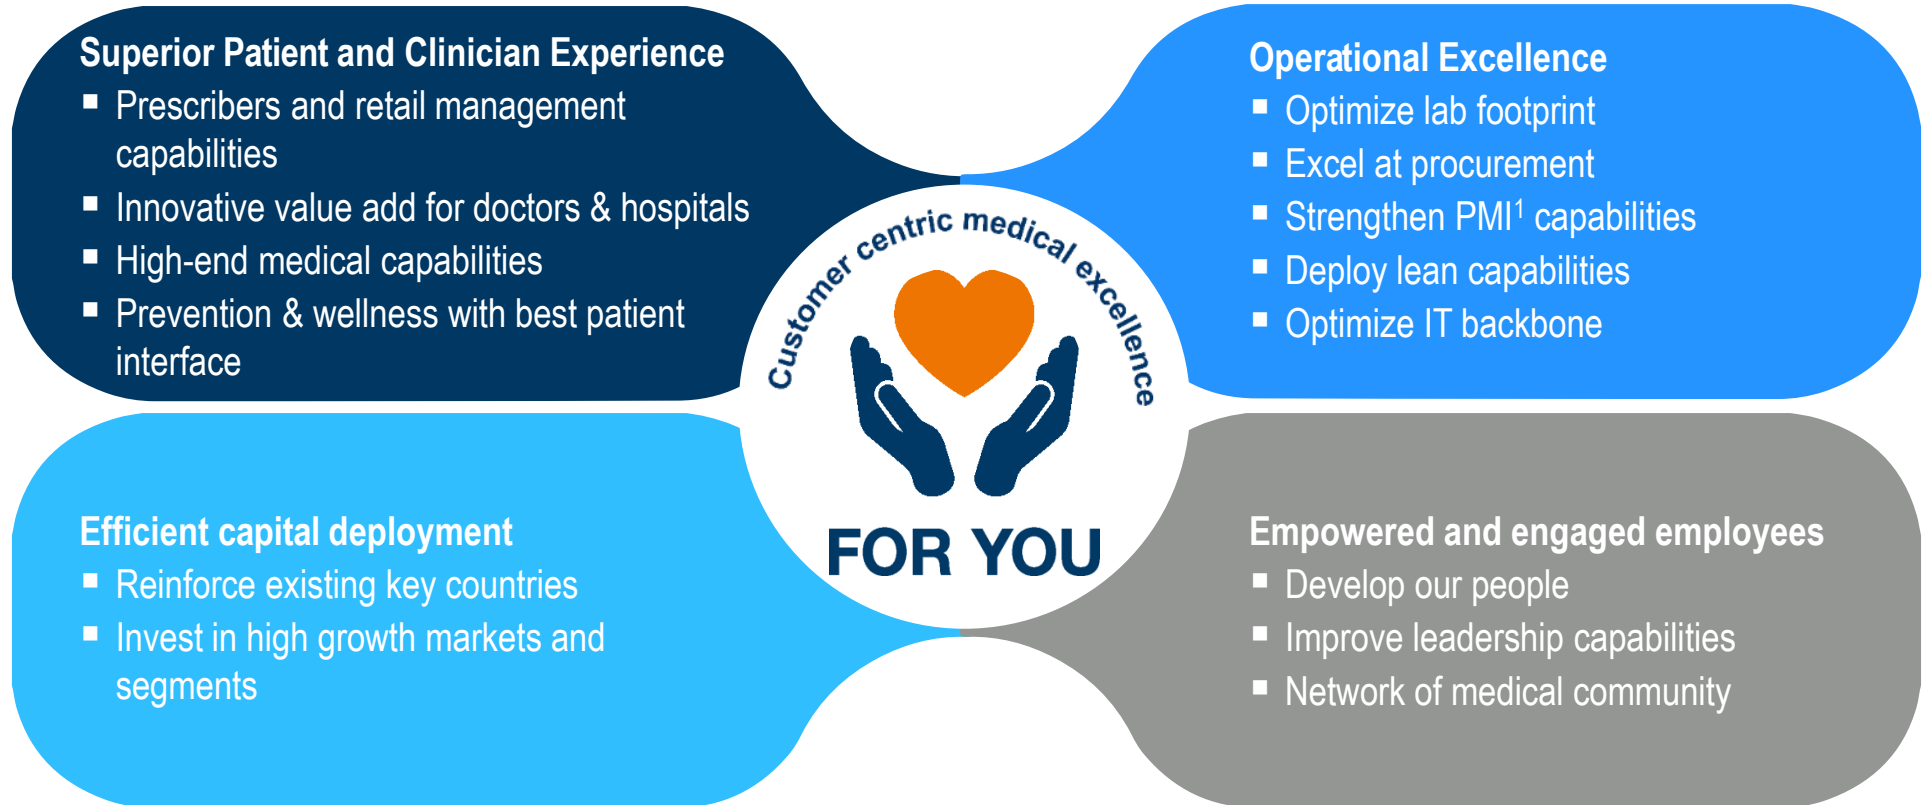 Superior Patient and Clinician Experience
▪ Prescribers and retail management
capabilities
▪ Innovative value add for doctors & hospitals
▪ High-end medical capabilities
▪ Prevention & wellness with best patient
interface
Operational Excellence
▪ Optimize lab footprint
▪ Excel at procurement
▪ Strengthen PMI¹ capabilities
▪ Deploy lean capabilities
▪ Optimize IT backbone
Customer centric medical excellence
FOR YOU
Efficient capital deployment
▪ Reinforce existing key countries
▪ Invest in high growth markets and
segments
Empowered and engaged employees
▪ Develop our people
▪ Improve leadership capabilities
▪ Network of medical community